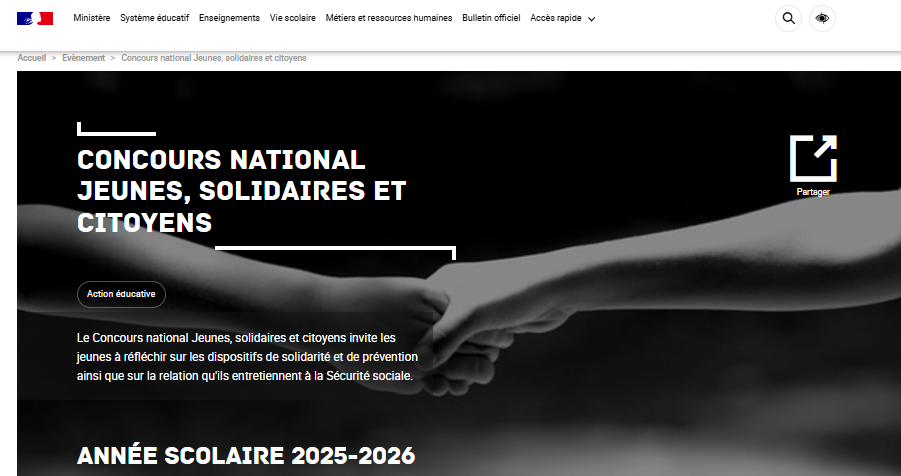 Ministère Système éducatif Enseignements Vie scolaire Métiers et ressources humaines Bulletin officiel Accès rapide
Accueil > Evènement > Concours national Jeunes, solidaires et citoyens
CONCOURS NATIONAL
JEUNES, SOLIDAIRES ET
CITOYENS
Partager
Action éducative
Le Concours national Jeunes, solidaires et citoyens invite les
jeunes à réfléchir sur les dispositifs de solidarité et de prévention
ainsi que sur la relation qu'ils entretiennent à la Sécurité sociale.
ANNÉE SCOLAIRE 2025-2026